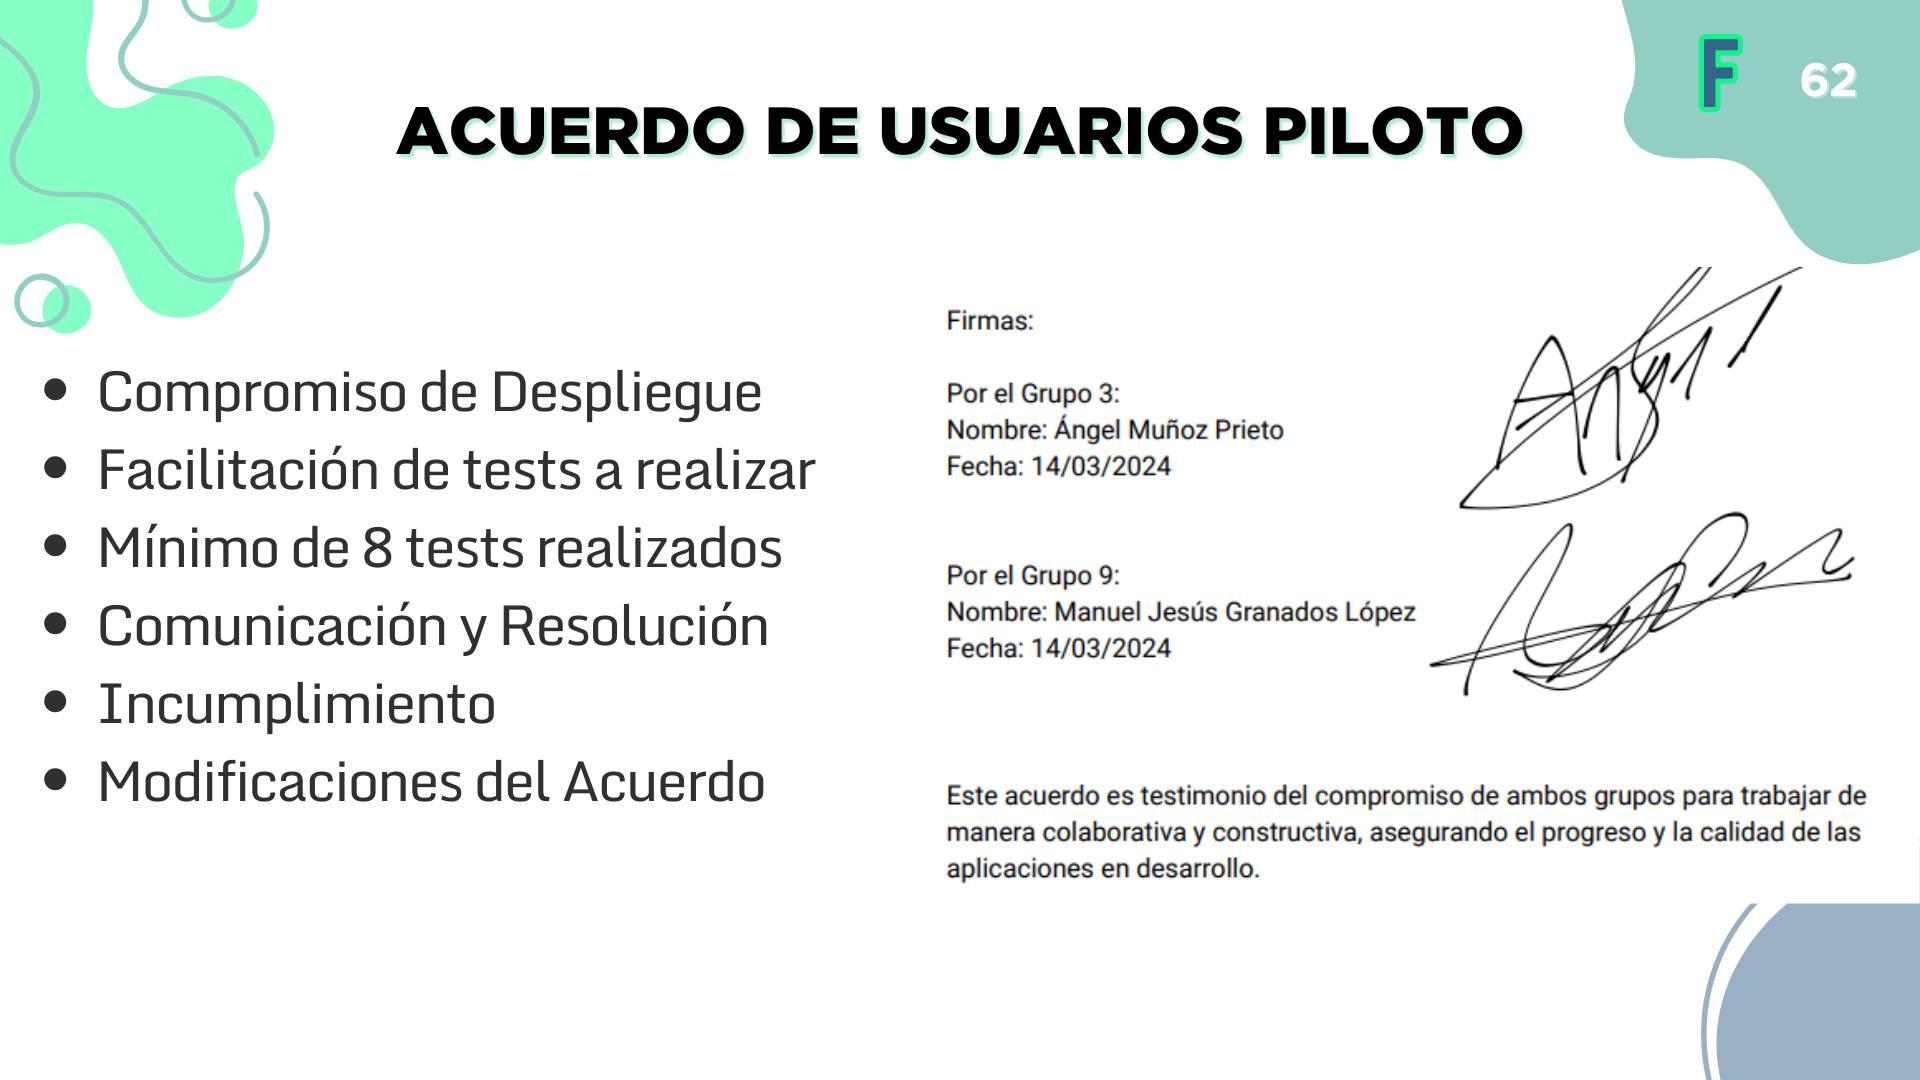 F
62
ACUERDO DE USUARIOS PILOTO
Compromiso de Despliegue
Facilitación de tests a realizar
Mínimo de 8 tests realizados
Comunicación y Resolución
Incumplimiento
Modificaciones del Acuerdo
Firmas:
Por el Grupo 3:
Nombre: Ángel Muñoz Prieto
Fecha: 14/03/2024
Angel
Por el Grupo 9:
Nombre: Manuel Jesús Granados López
Fecha: 14/03/2024
Este acuerdo es testimonio del compromiso de ambos grupos para trabajar de
manera colaborativa y constructiva, asegurando el progreso y la calidad de las
aplicaciones en desarrollo.